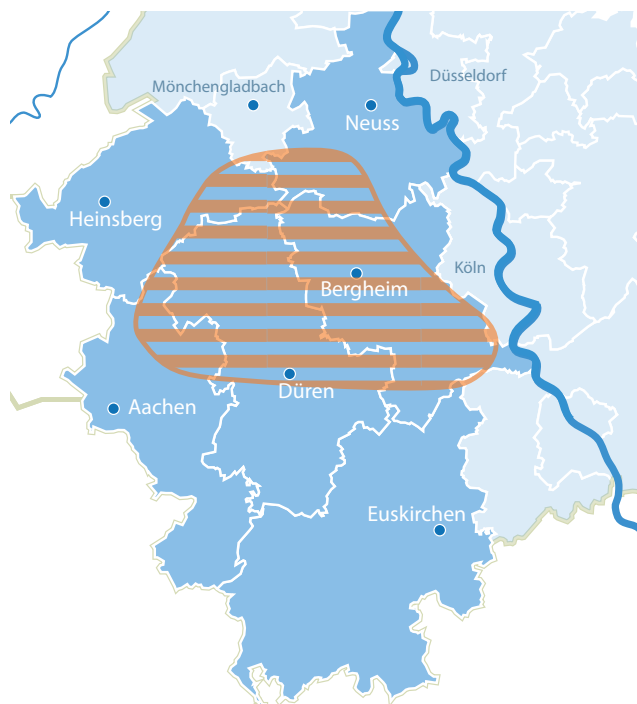 Düsseldorf
Mönchengladbach
Neuss
Heinsberg
Köln
Bergheim
Düren
Aachen
Euskirchen